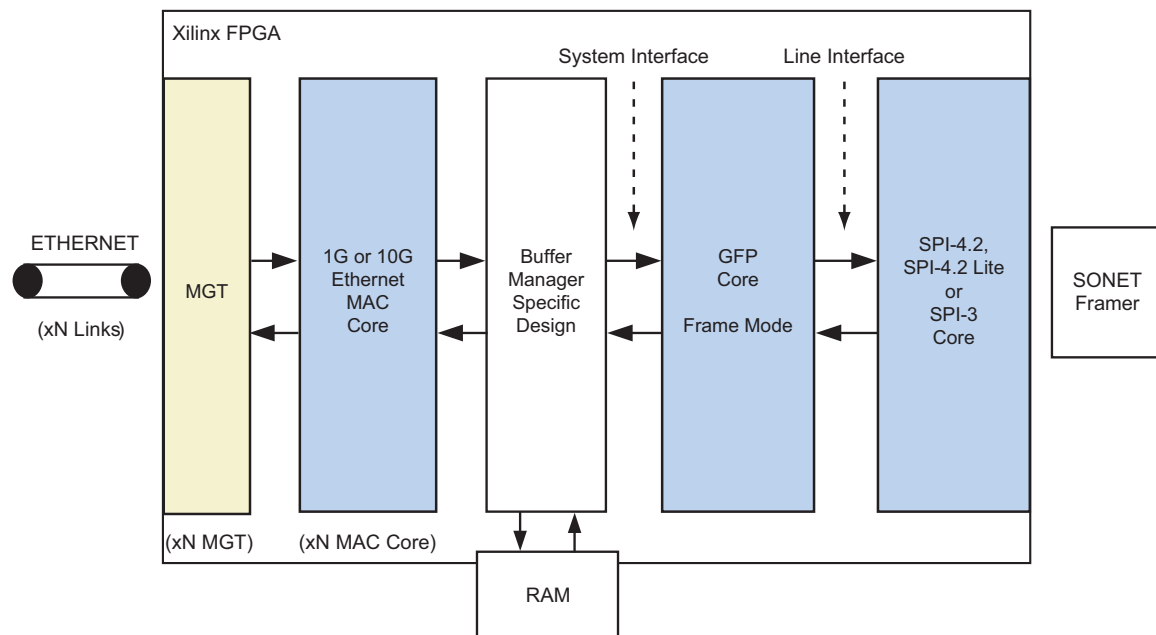 Xilinx FPGA
System Interface
Line Interface
ETHERNET
(xN Links)
MGT
1G or 10G
Ethernet
MAC
Core
Buffer
Manager
Specific
Design
GFP
Core
Frame Mode
SPI-4.2,
SPI-4.2 Lite
or
SPI-3
Core
SONET
Framer
(xN MGT)
(xN MAC Core)
RAM